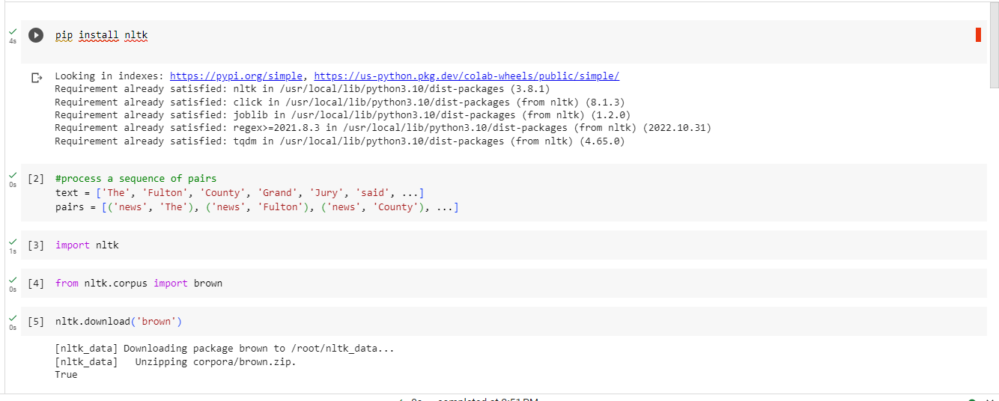 4s
pip install nltk
Looking in indexes: https://pypi.org/simple, https://us-python.pkg.dev/colab-wheels/public/simple/
Requirement already satisfied: nltk in /usr/local/lib/python3.10/dist-packages (3.8.1)
Requirement already satisfied: click in /usr/local/lib/python3.10/dist-packages (from nltk) (8.1.3)
Requirement already satisfied: joblib in /usr/local/lib/python3.10/dist-packages (from nltk) (1.2.0)
Requirement already satisfied: regex>=2021.8.3 in /usr/local/lib/python3.10/dist-packages (from nltk) (2022.10.31)
Requirement already satisfied: tqdm in /usr/local/lib/python3.10/dist-packages (from nltk) (4.65.0)
0s [2] #process a sequence of pairs
text = ['The', 'Fulton', 'County', 'Grand', 'Jury', 'said', ...]
pairs = [('news', 'The'), ('news', 'Fulton'), ('news', 'County'), ...]
1s [3] import nltk
0s [4] from nltk.corpus import brown
0s [5] nltk.download('brown')
[nltk_data] Downloading package brown to /root/nltk_data...
[nltk_data]   Unzipping corpora/brown.zip.
True